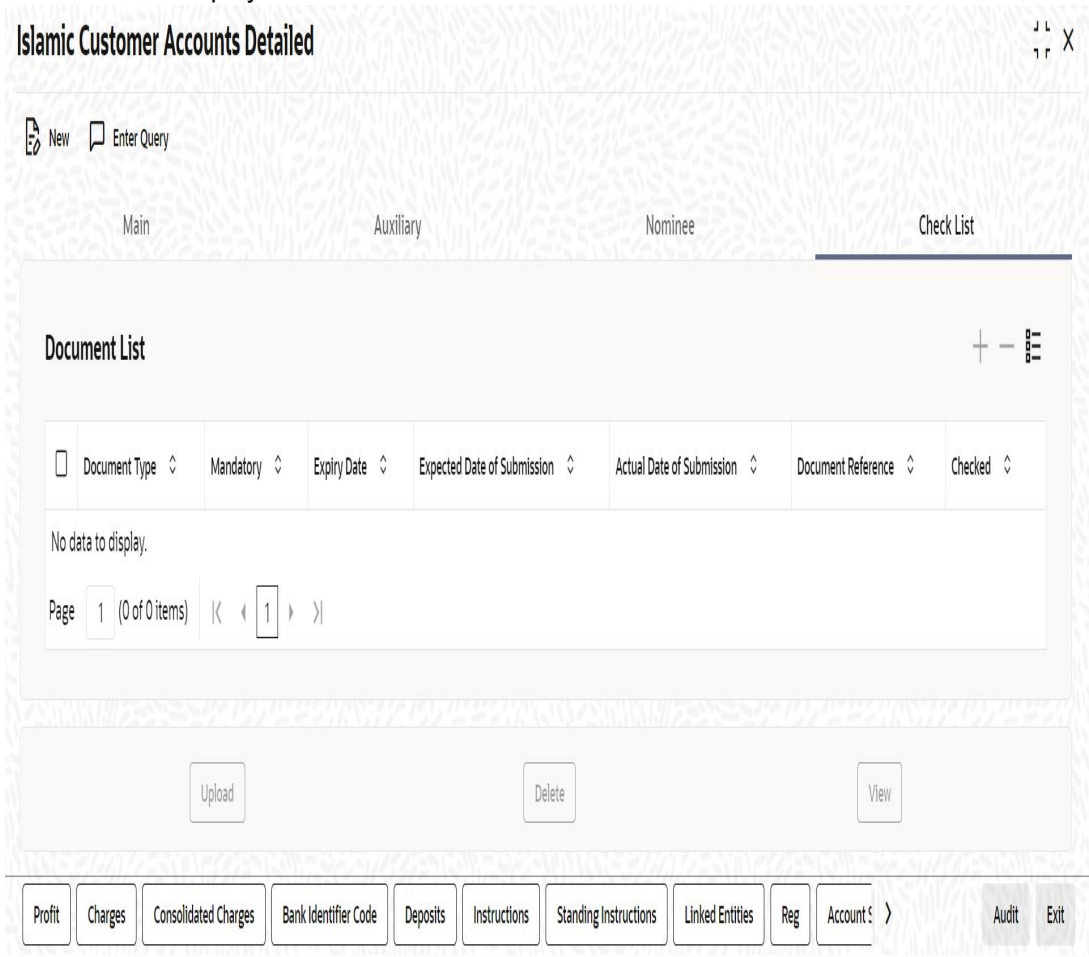 Islamic Customer Accounts Detailed
New Enter Query
Main Auxiliary Nominee Check List
Document List
Document Type Mandatory Expiry Date Expected Date of Submission Actual Date of Submission Document Reference Checked
No data to display.
Page 1 (0 of 0 items) 1
Upload Delete View
Profit Charges Consolidated Charges Bank Identifier Code Deposits Instructions Standing Instructions Linked Entities Reg Account S Audit Exit